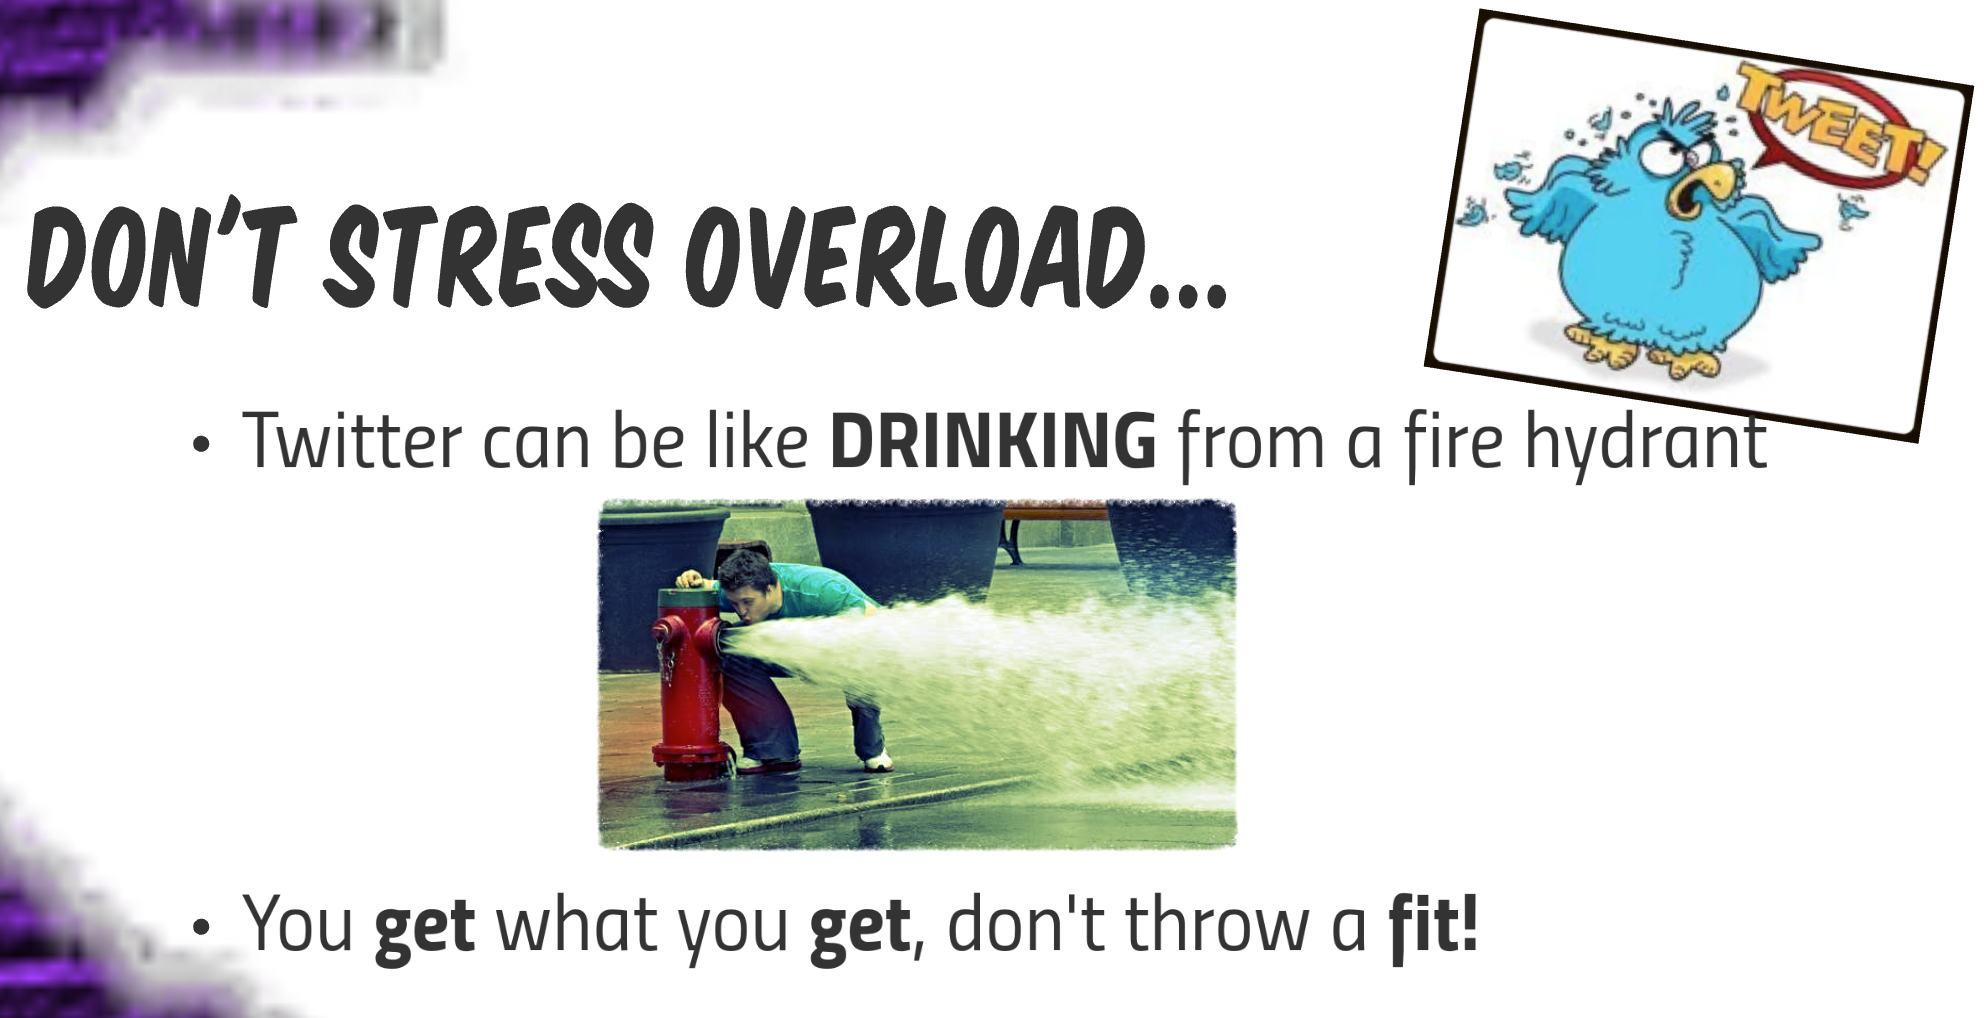 TWEET!
DON'T STRESS OVERLOAD...
• Twitter can be like DRINKING from a fire hydrant
• You get what you get, don't throw a fit!